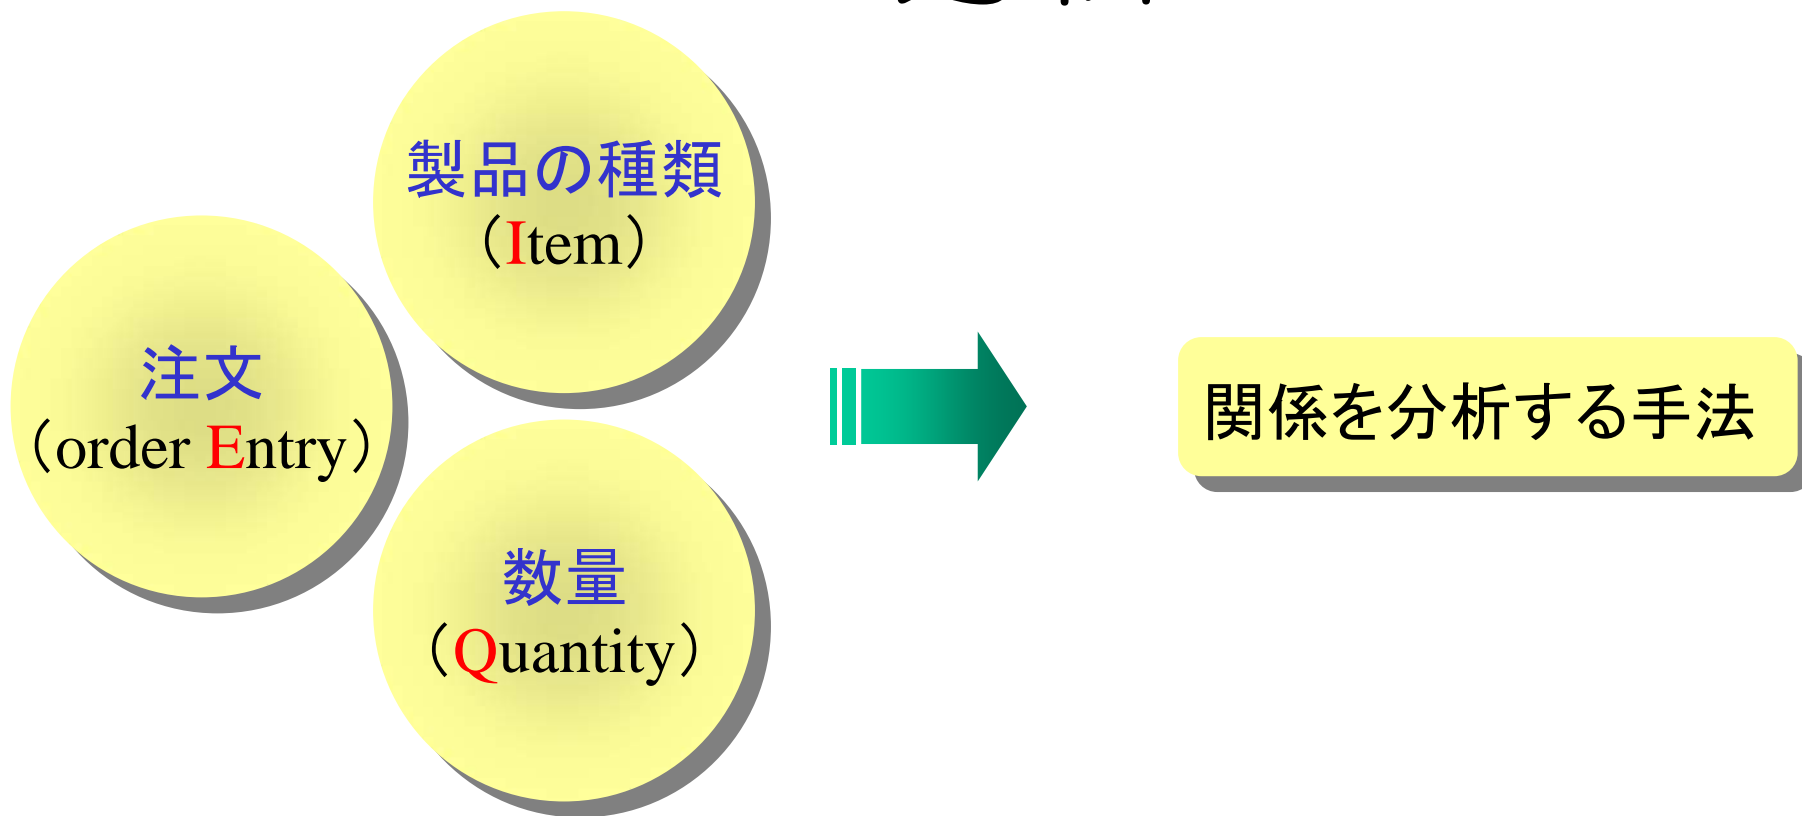 製品の種類
（Item）
注文
（order Entry）
数量
（Quantity）
関係を分析する手法